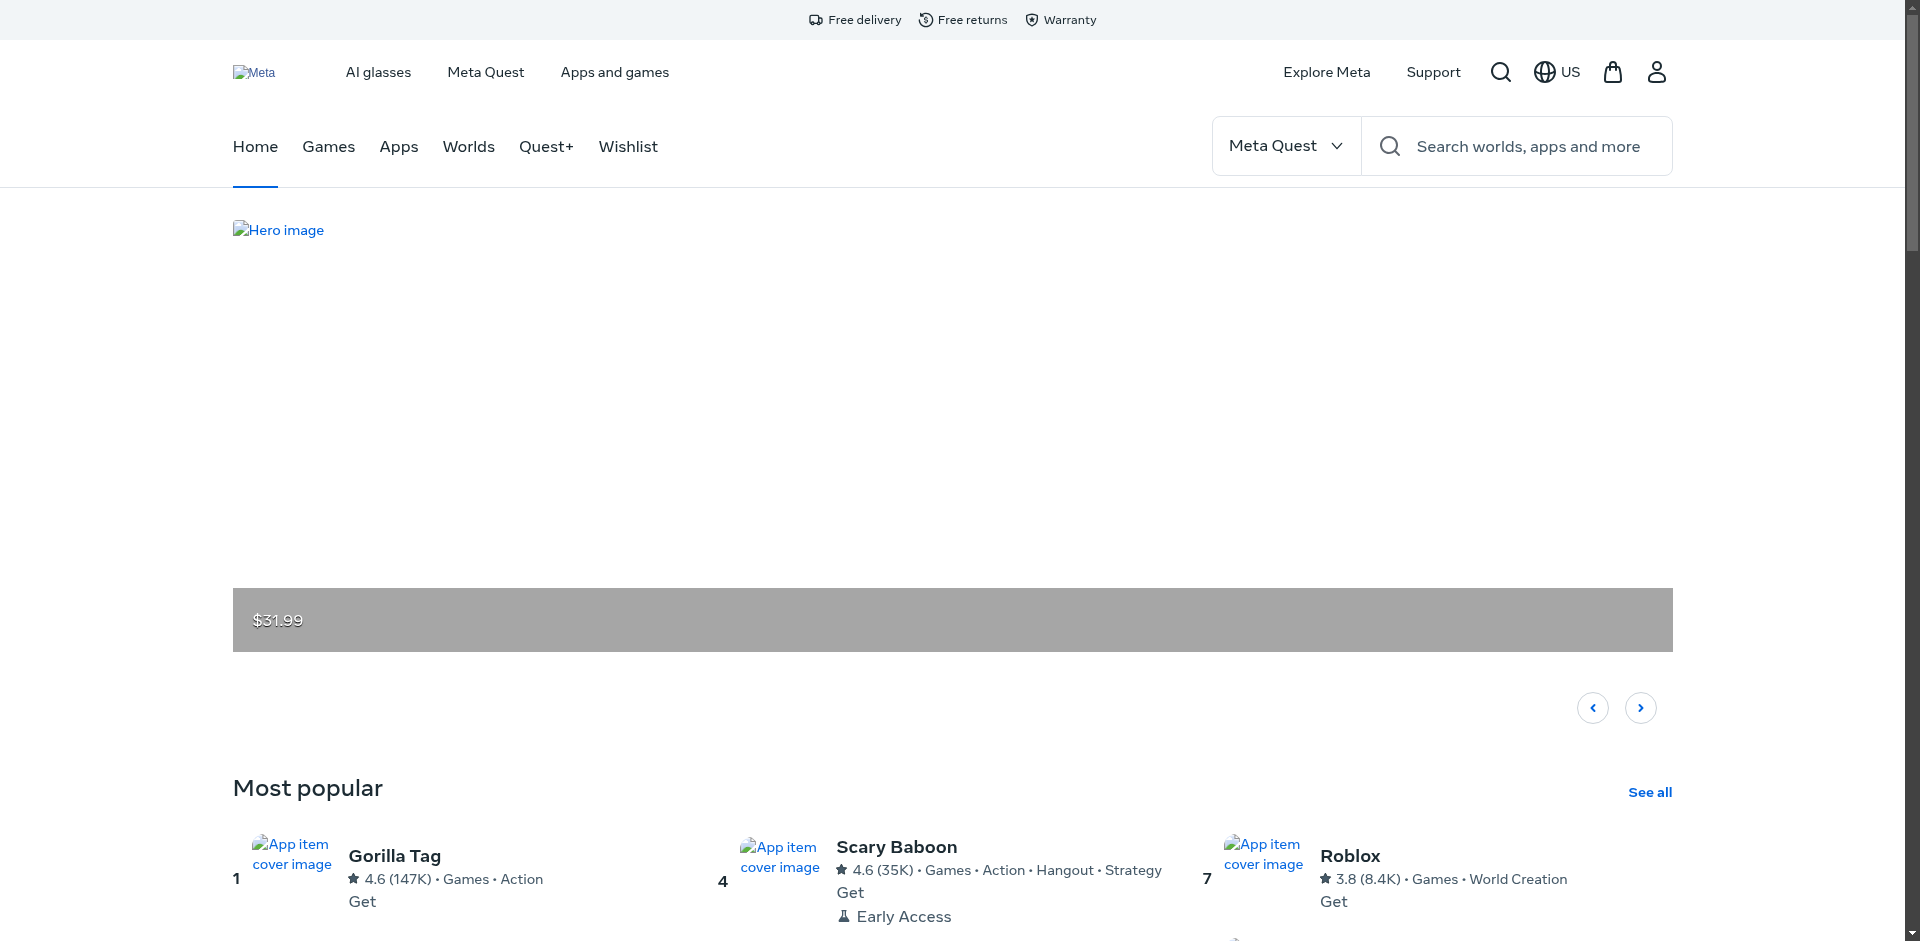 Free delivery Free returns Warranty
Meta AI glasses Meta Quest Apps and games Explore Meta Support US
Home Games Apps Worlds Quest+ Wishlist Meta Quest Search worlds, apps and more
Hero image
$31.99
Most popular See all
1
App item
cover image
Gorilla Tag
4.6 (147K) • Games • Action
Get
4
App item
cover image
Scary Baboon
4.6 (35K) • Games • Action • Hangout • Strategy
Get
Early Access
7
App item
cover image
Roblox
3.8 (8.4K) • Games • World Creation
Get